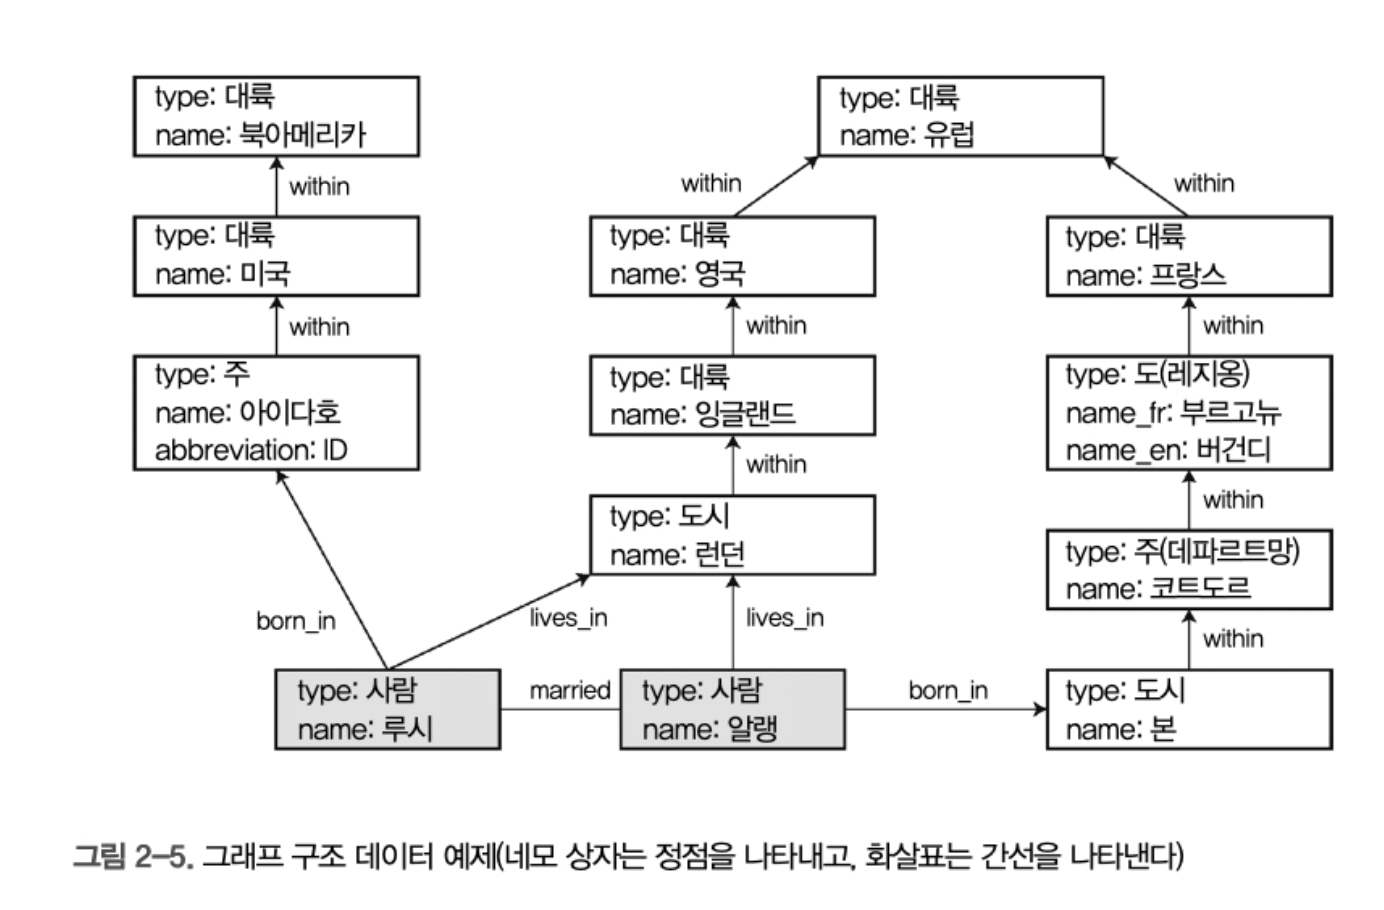 type: 대륙
name: 북아메리카
type: 대륙
name: 유럽
within
within
within
type: 대륙
name: 미국
type: 대륙
name: 영국
type: 대륙
name: 프랑스
within
within
within
type: 주
name: 아이다호
abbreviation: ID
type: 대륙
name: 잉글랜드
type: 도(레지옹)
name_fr: 부르고뉴
name_en: 버건디
within
within
type: 도시
name: 런던
type: 주(데파르트망)
name: 코트도르
born_in
lives_in
lives_in
within
type: 사람
name: 루시
married
type: 사람
name: 알랭
born_in
type: 도시
name: 본
그림 2-5. 그래프 구조 데이터 예제(네모 상자는 정점을 나타내고, 화살표는 간선을 나타낸다)